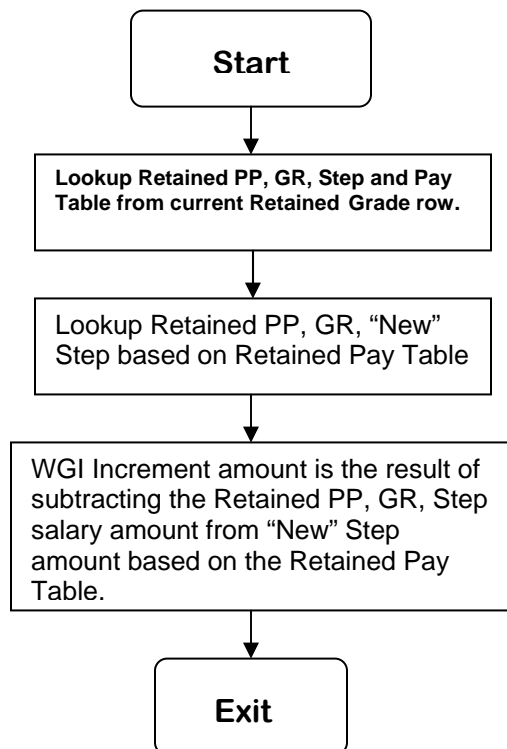 Start
Lookup Retained PP, GR, Step and Pay
Table from current Retained Grade row.
Lookup Retained PP, GR, “New”
Step based on Retained Pay Table
WGI Increment amount is the result of
subtracting the Retained PP, GR, Step
salary amount from “New” Step
amount based on the Retained Pay
Table.
Exit